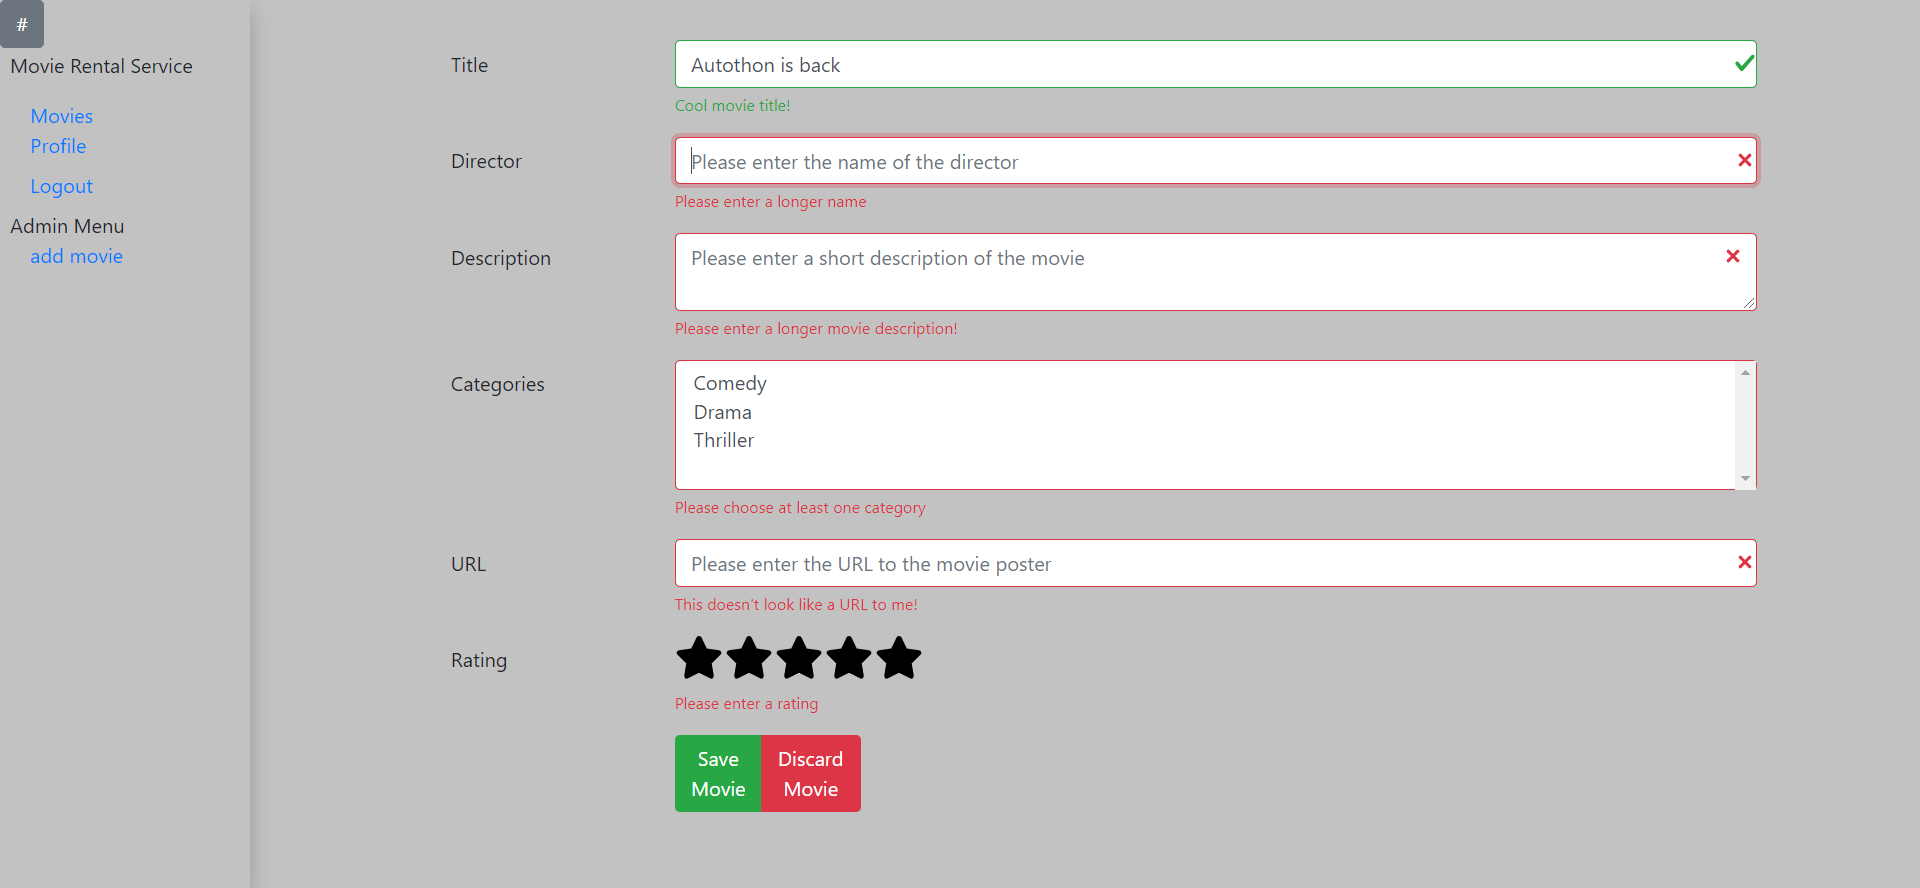 #
Movie Rental Service
Movies
Profile
Logout
Admin Menu
add movie
Title
Autothon is back
Cool movie title!
Director
Please enter the name of the director
Please enter a longer name
Description
Please enter a short description of the movie
Please enter a longer movie description!
Categories
Comedy
Drama
Thriller
Please choose at least one category
URL
Please enter the URL to the movie poster
This doesn't look like a URL to me!
Rating
Please enter a rating
Save
Movie
Discard
Movie